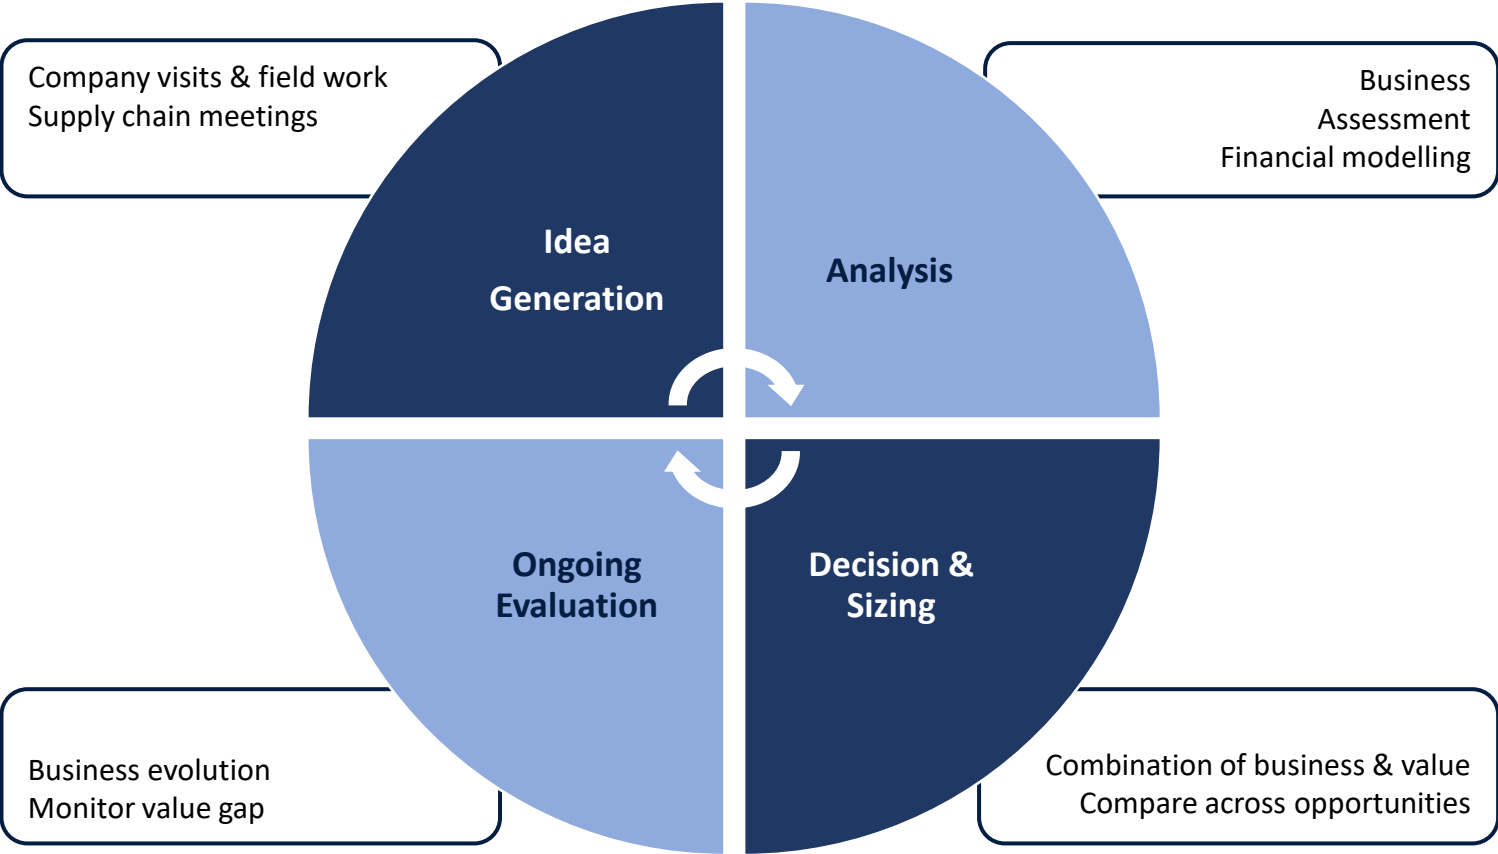 Company visits & field work
Supply chain meetings
Business
Assessment
Financial modelling
Idea
Generation
Analysis
Ongoing
Evaluation
Decision &
Sizing
Business evolution
Monitor value gap
Combination of business & value
Compare across opportunities